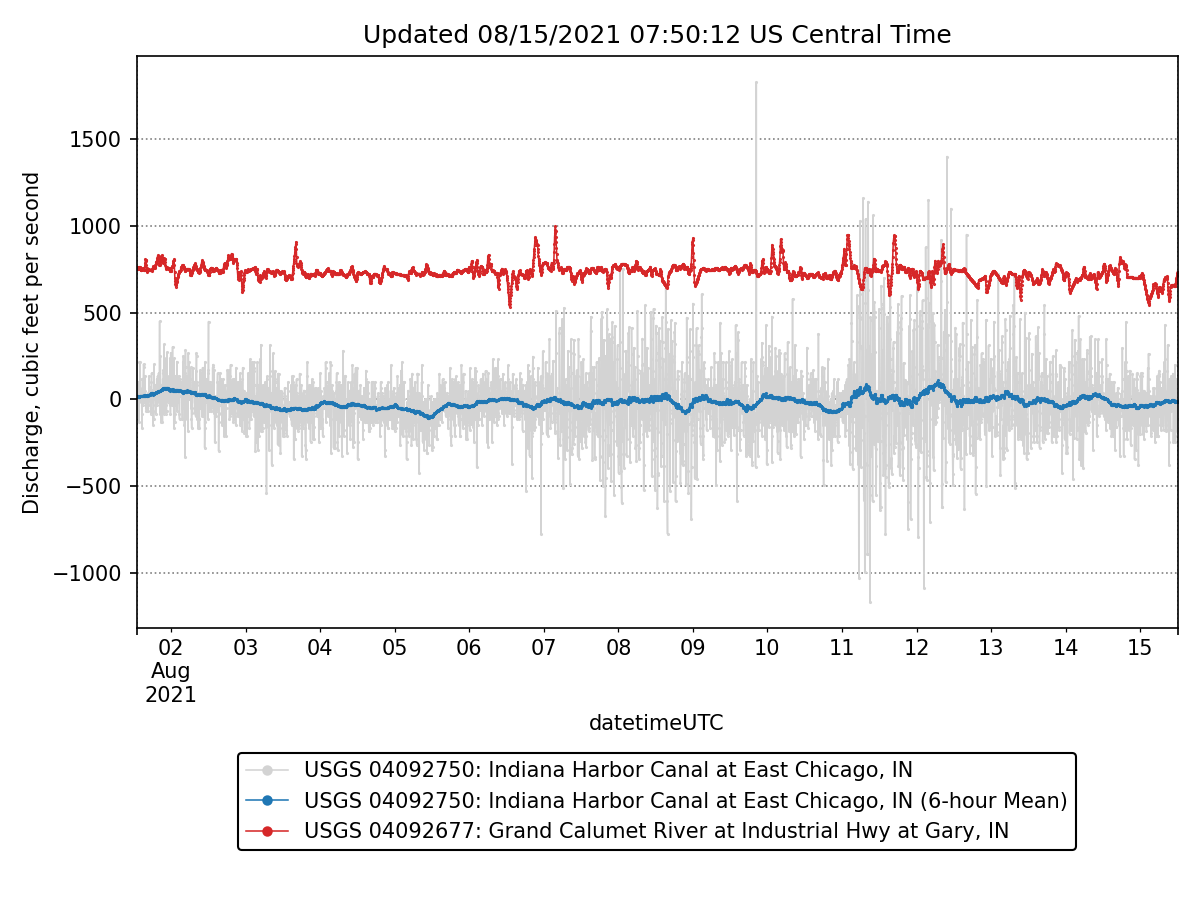 Updated 08/15/2021 07:50:12 US Central Time
Discharge, cubic feet per second
1500
1000
500
0
−500
−1000
02 03 04 05 06 07 08 09 10 11 12 13 14 15
Aug
2021
datetimeUTC
USGS 04092750: Indiana Harbor Canal at East Chicago, IN
USGS 04092750: Indiana Harbor Canal at East Chicago, IN (6-hour Mean)
USGS 04092677: Grand Calumet River at Industrial Hwy at Gary, IN